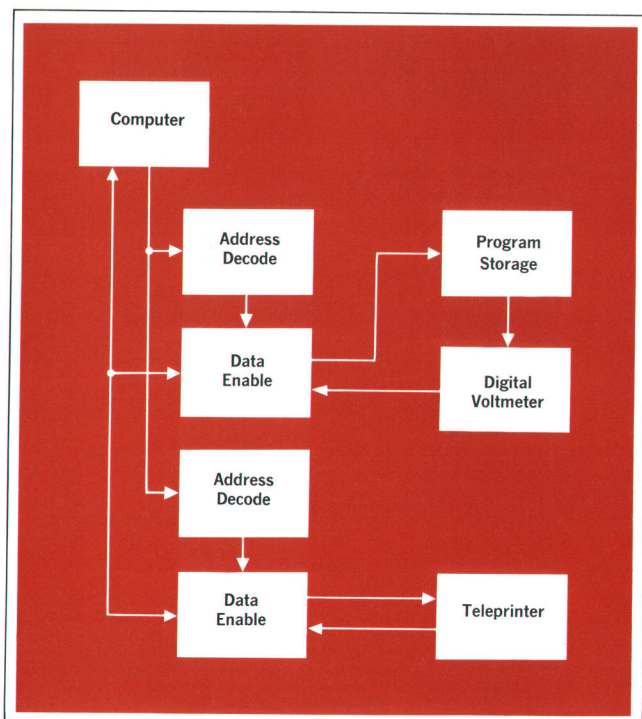 Computer
Address
Decode
Program
Storage
Data
Enable
Digital
Voltmeter
Address
Decode
Data
Enable
Teleprinter